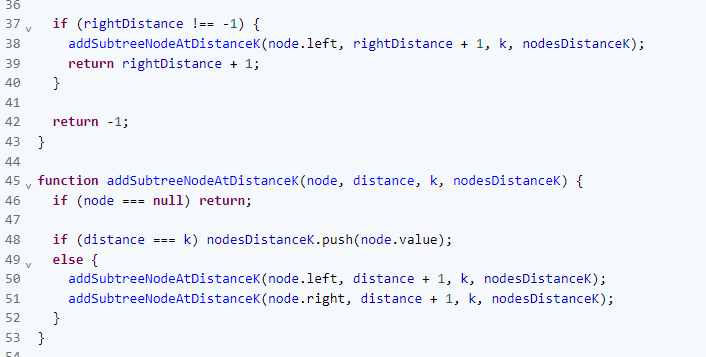 36
37 if (rightDistance !== -1) {
38 addSubtreeNodeAtDistanceK(node.left, rightDistance + 1, k, nodesDistanceK);
39 return rightDistance + 1;
40 }
41
42 return -1;
43 }
44
45 function addSubtreeNodeAtDistanceK(node, distance, k, nodesDistanceK) {
46 if (node === null) return;
47
48 if (distance === k) nodesDistanceK.push(node.value);
49 else {
50 addSubtreeNodeAtDistanceK(node.left, distance + 1, k, nodesDistanceK);
51 addSubtreeNodeAtDistanceK(node.right, distance + 1, k, nodesDistanceK);
52 }
53 }
54